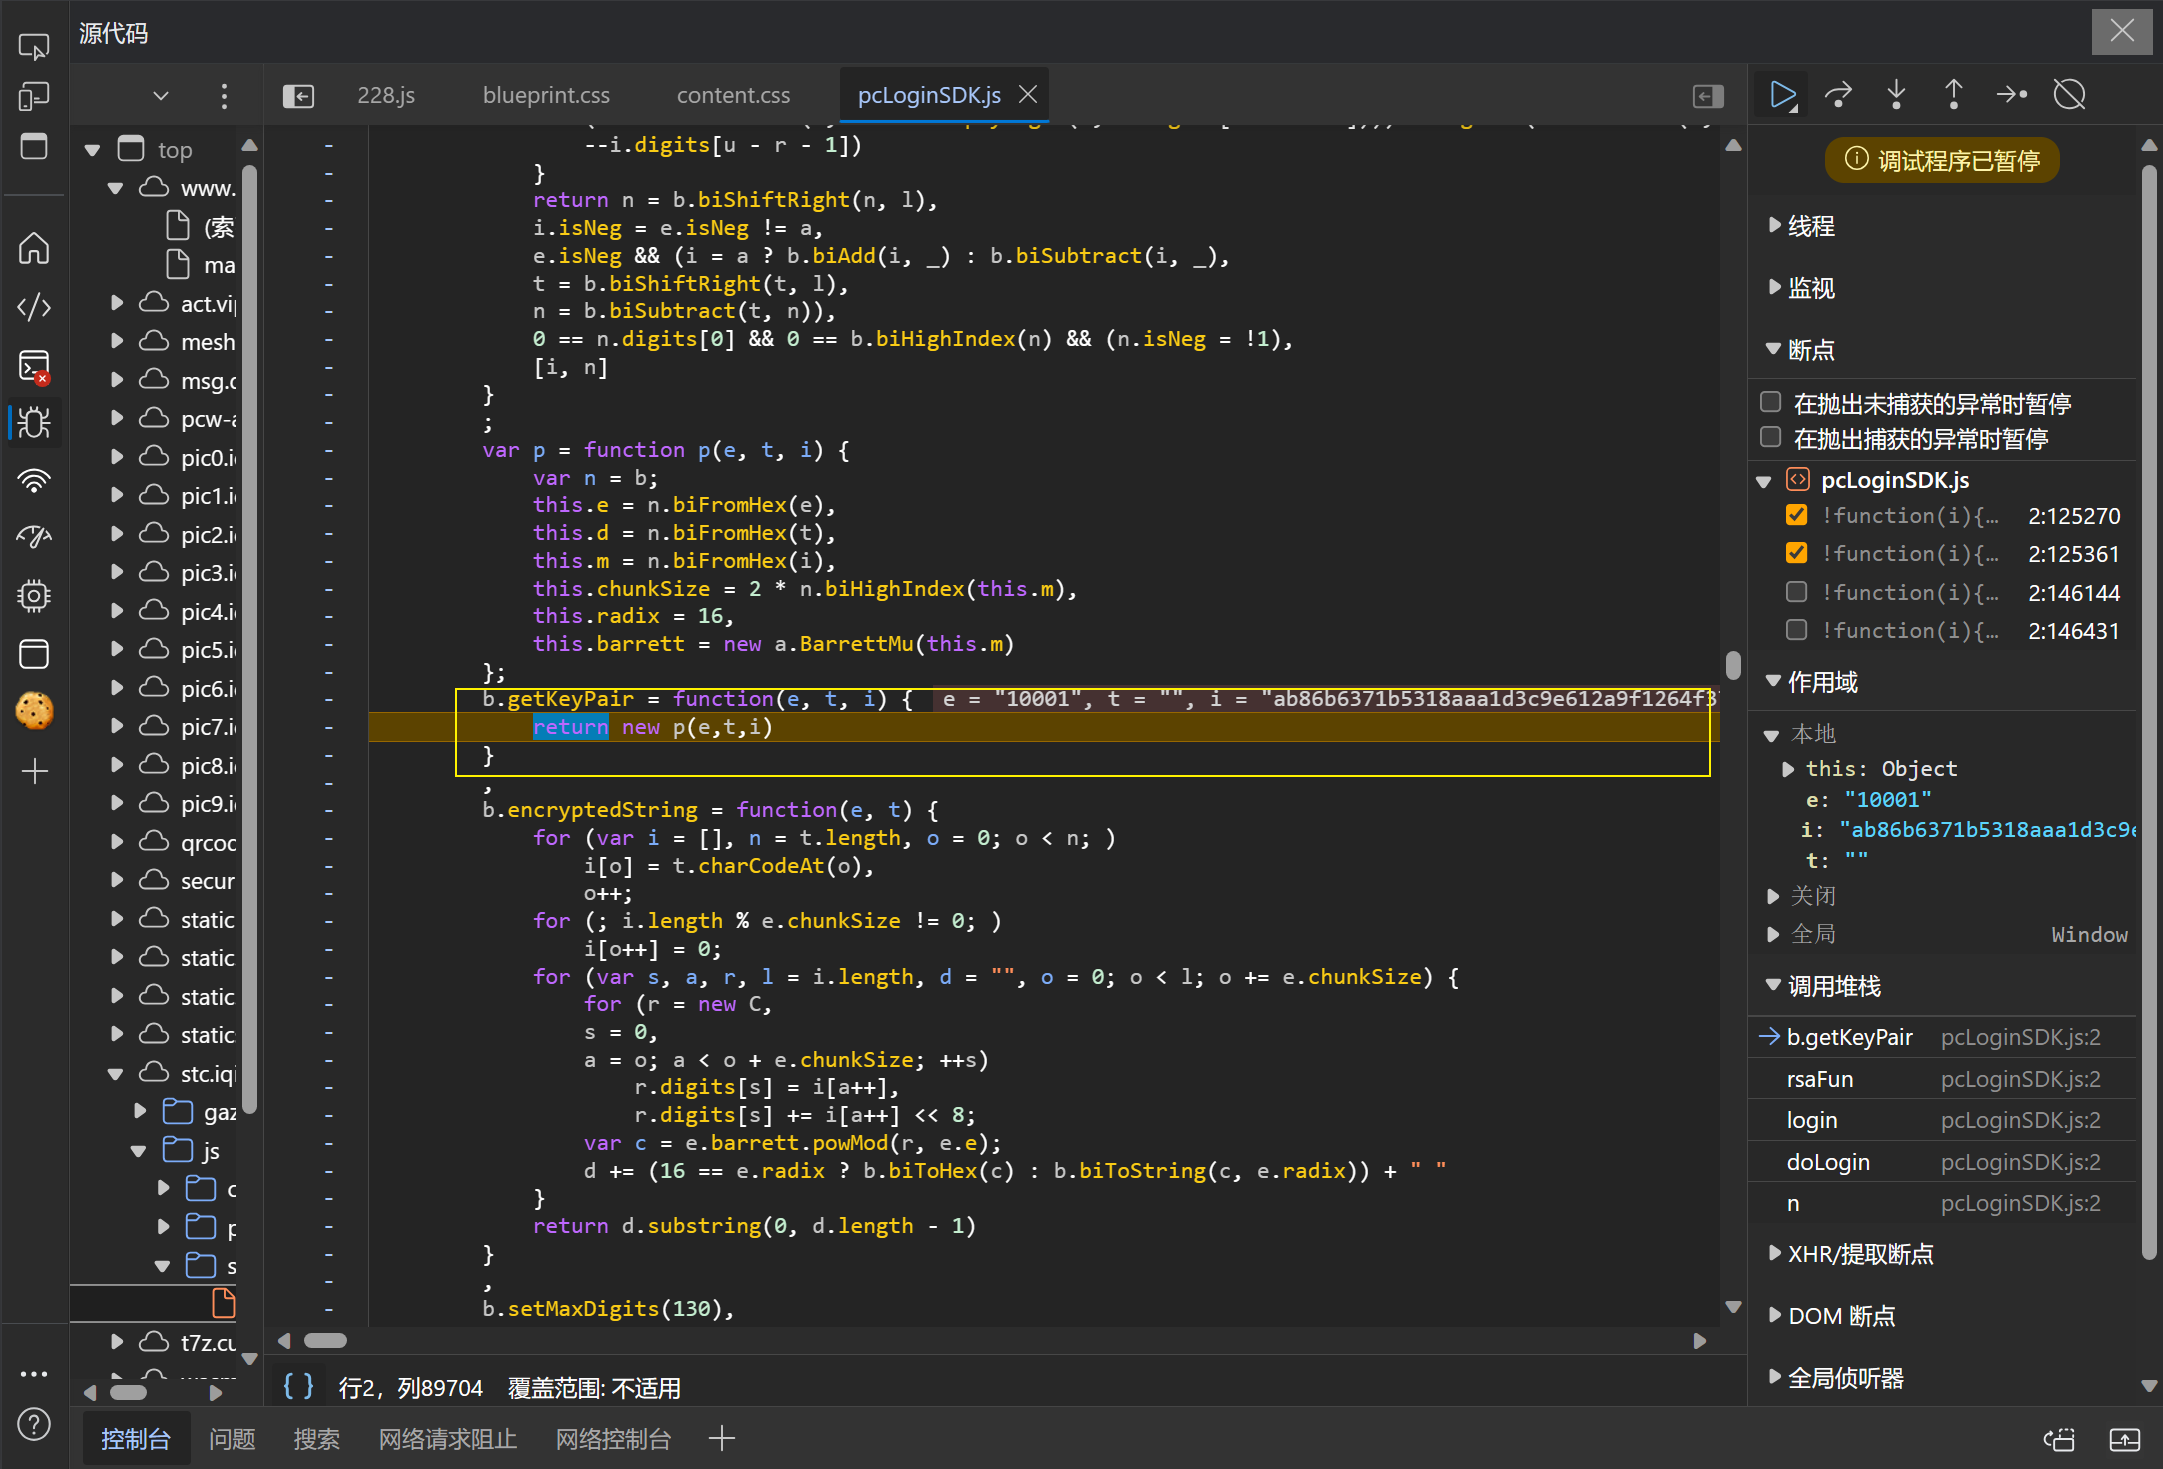 源代码
228.js
blueprint.css
content.css
pcLoginSDK.js
top
www.
(索
ma
act.vip
mesh
msg.c
pcw-a
pic0.i
pic1.i
pic2.i
pic3.i
pic4.i
pic5.i
pic6.i
pic7.i
pic8.i
pic9.i
qrcod
secur
static
static
static
static
stc.iqi
gaz
js
c
p
s
t7z.cu
--i.digits[u - r - 1])
}
return n = b.biShiftRight(n, l),
i.isNeg = e.isNeg != a,
e.isNeg && (i = a ? b.biAdd(i, _) : b.biSubtract(i, _),
t = b.biShiftRight(t, l),
n = b.biSubtract(t, n)),
0 == n.digits[0] && 0 == b.biHighIndex(n) && (n.isNeg = !1),
[i, n]
}
;
var p = function p(e, t, i) {
var n = b;
this.e = n.biFromHex(e),
this.d = n.biFromHex(t),
this.m = n.biFromHex(i),
this.chunkSize = 2 * n.biHighIndex(this.m),
this.radix = 16,
this.barrett = new a.BarrettMu(this.m)
};
b.getKeyPair = function(e, t, i) { e = "10001", t = "", i = "ab86b6371b5318aaa1d3c9e612a9f1264f3
return new p(e,t,i)
}
,
b.encryptedString = function(e, t) {
for (var i = [], n = t.length, o = 0; o < n; )
i[o] = t.charCodeAt(o),
o++;
for (; i.length % e.chunkSize != 0; )
i[o++] = 0;
for (var s, a, r, l = i.length, d = "", o = 0; o < l; o += e.chunkSize) {
for (r = new C,
s = 0,
a = o; a < o + e.chunkSize; ++s)
r.digits[s] = i[a++],
r.digits[s] += i[a++] << 8;
var c = e.barrett.powMod(r, e.e);
d += (16 == e.radix ? b.biToHex(c) : b.biToString(c, e.radix)) + " "
}
return d.substring(0, d.length - 1)
}
,
b.setMaxDigits(130),
{ } 行2，列89704 覆盖范围: 不适用
调试程序已暂停
线程
监视
断点
在抛出未捕获的异常时暂停
在抛出捕获的异常时暂停
pcLoginSDK.js
!function(i){… 2:125270
!function(i){… 2:125361
!function(i){… 2:146144
!function(i){… 2:146431
作用域
本地
this: Object
e: "10001"
i: "ab86b6371b5318aaa1d3c9e
t: ""
关闭
全局 Window
调用堆栈
b.getKeyPair pcLoginSDK.js:2
rsaFun pcLoginSDK.js:2
login pcLoginSDK.js:2
doLogin pcLoginSDK.js:2
n pcLoginSDK.js:2
XHR/提取断点
DOM 断点
全局侦听器
控制台 问题 搜索 网络请求阻止 网络控制台